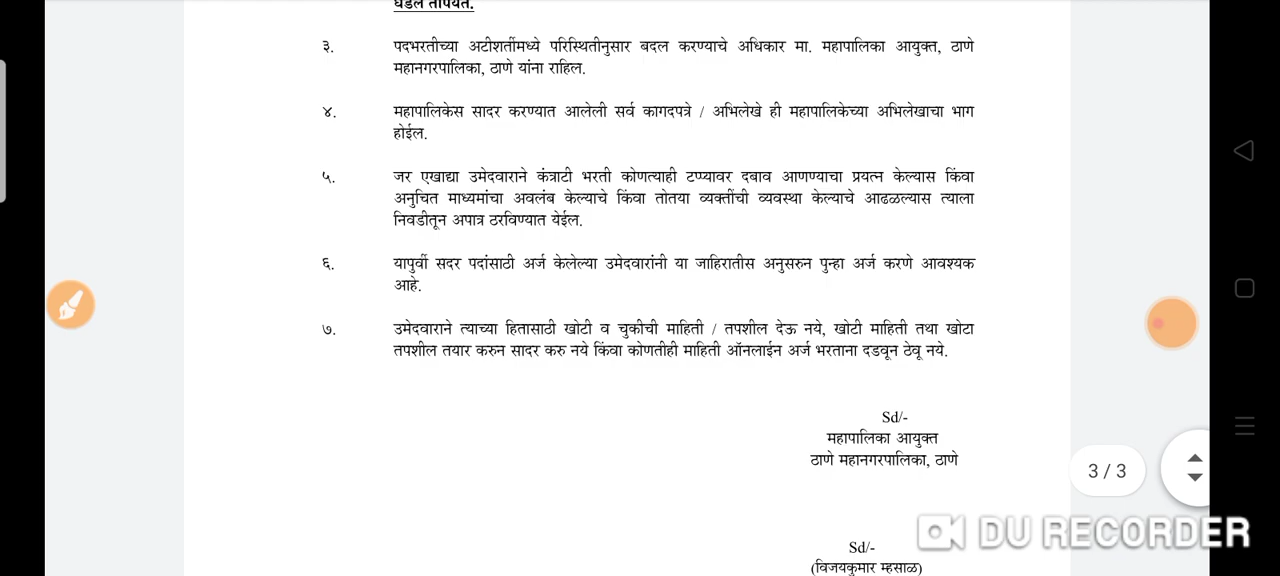 घडेल तोपर्यंत.
३. पदभरतीच्या अटीशर्तीमध्ये परिस्थितीनुसार बदल करण्याचे अधिकार मा. महापालिका आयुक्त, ठाणे
महानगरपालिका, ठाणे यांना राहिल.
४. महापालिकेस सादर करण्यात आलेली सर्व कागदपत्रे / अभिलेखे ही महापालिकेच्या अभिलेखाचा भाग
होईल.
५. जर एखाद्या उमेदवाराने कंत्राटी भरती कोणत्याही टप्प्यावर दबाव आणण्याचा प्रयत्न केल्यास किंवा
अनुचित माध्यमांचा अवलंब केल्याचे किंवा तोतया व्यक्तींची व्यवस्था केल्याचे आढळल्यास त्याला
निवडीतून अपात्र ठरविण्यात येईल.
६. यापुर्वी सदर पदांसाठी अर्ज केलेल्या उमेदवारांनी या जाहिरातीस अनुसरुन पुन्हा अर्ज करणे आवश्यक
आहे.
७. उमेदवाराने त्याच्या हितासाठी खोटी व चुकीची माहिती / तपशील देऊ नये, खोटी माहिती तथा खोटा
तपशील तयार करुन सादर करु नये किंवा कोणतीही माहिती ऑनलाईन अर्ज भरताना दडवून ठेवू नये.
Sd/-
महापालिका आयुक्त
ठाणे महानगरपालिका, ठाणे
3 / 3
DU RECORDER
Sd/-
(विजयकुमार म्हसाळ)